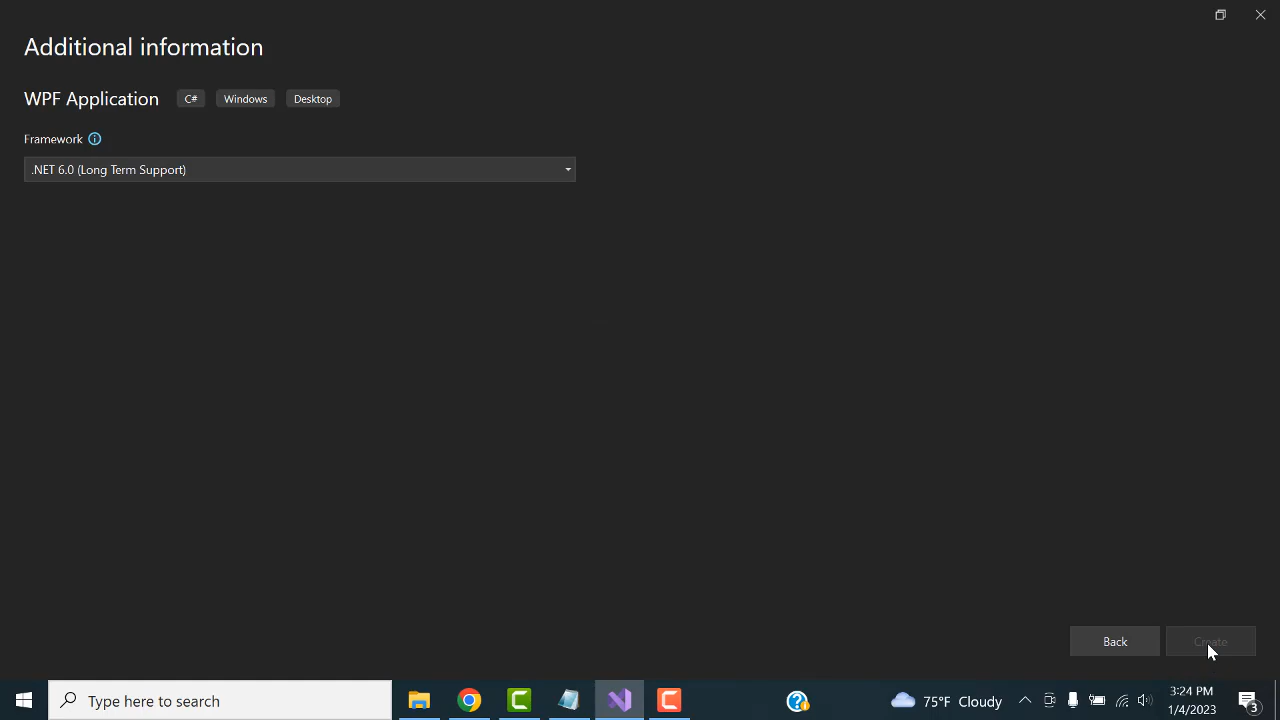 Additional information
WPF Application C# Windows Desktop
Framework
.NET 6.0 (Long Term Support)
Back Create
Type here to search
75°F Cloudy
3:24 PM
1/4/2023
3